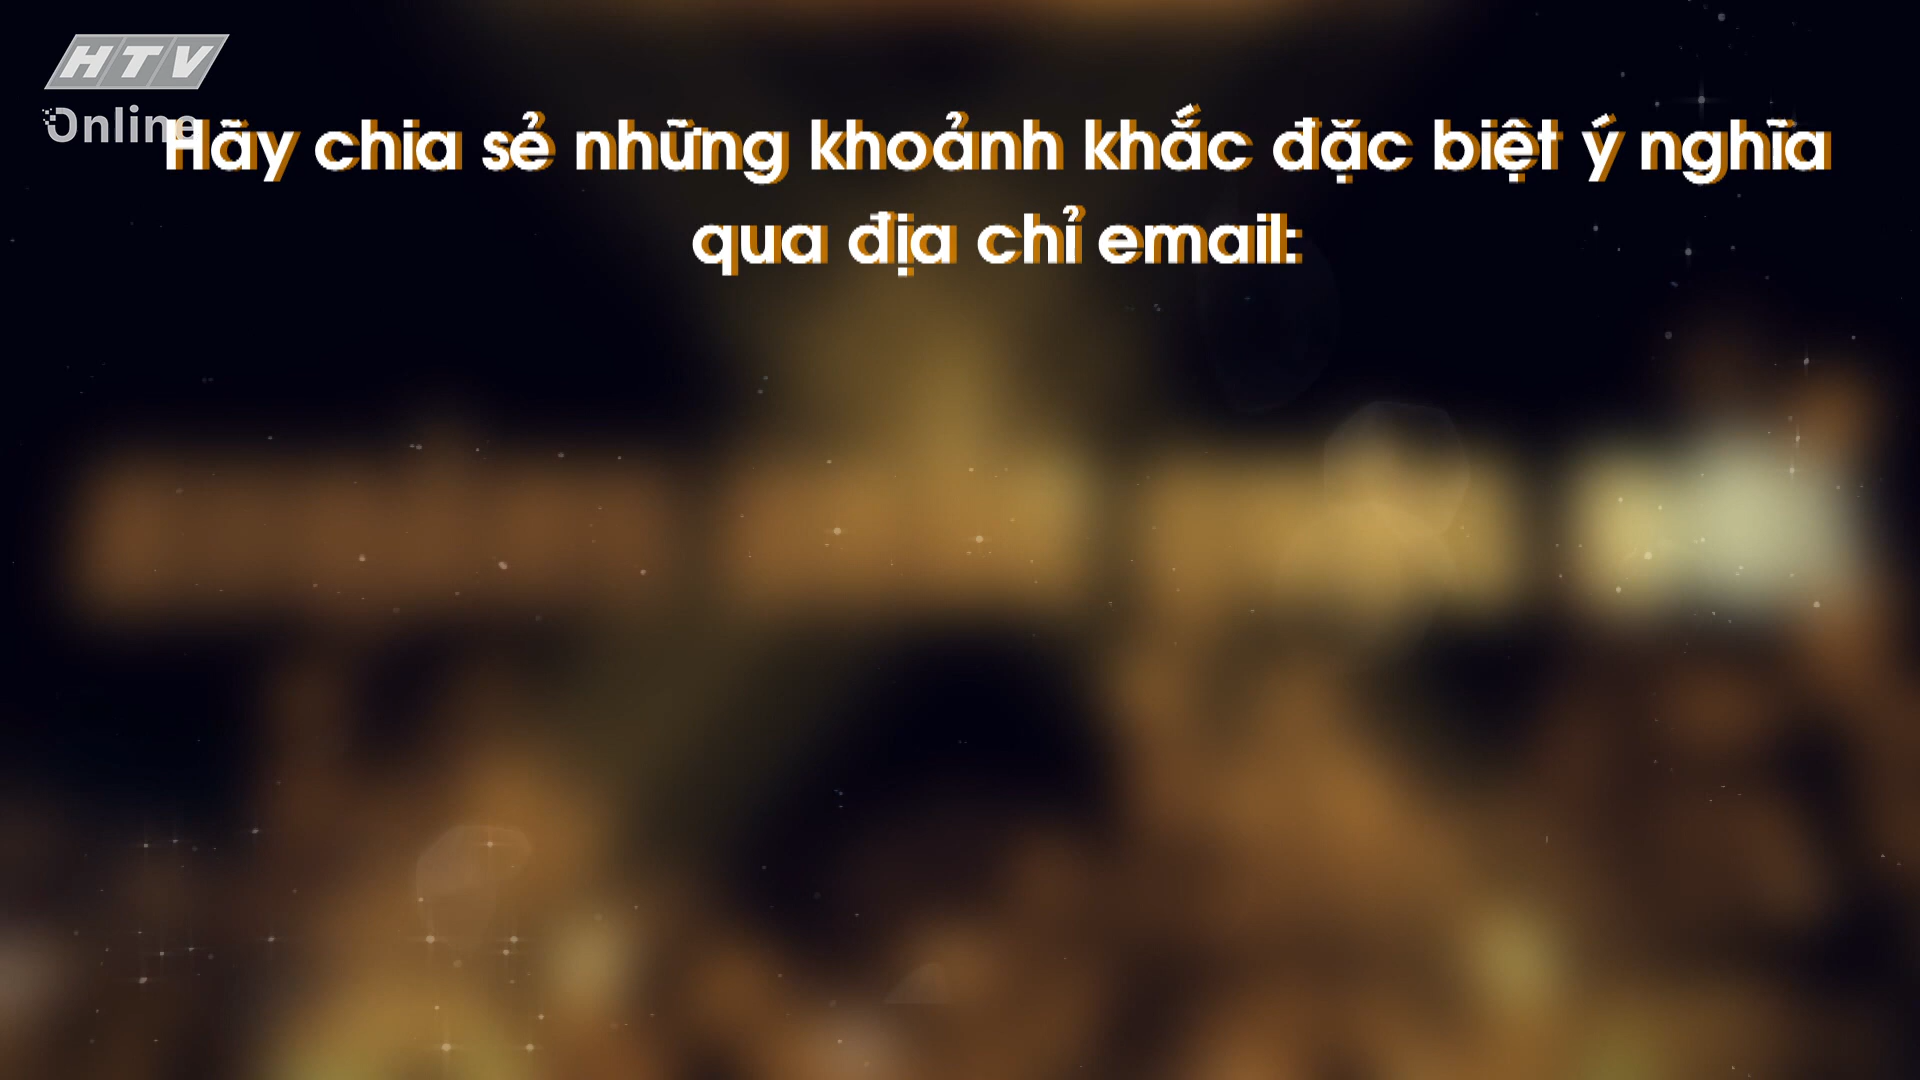 HTV
Online
Hãy chia sẻ những khoảnh khắc đặc biệt ý nghĩa
qua địa chỉ email: